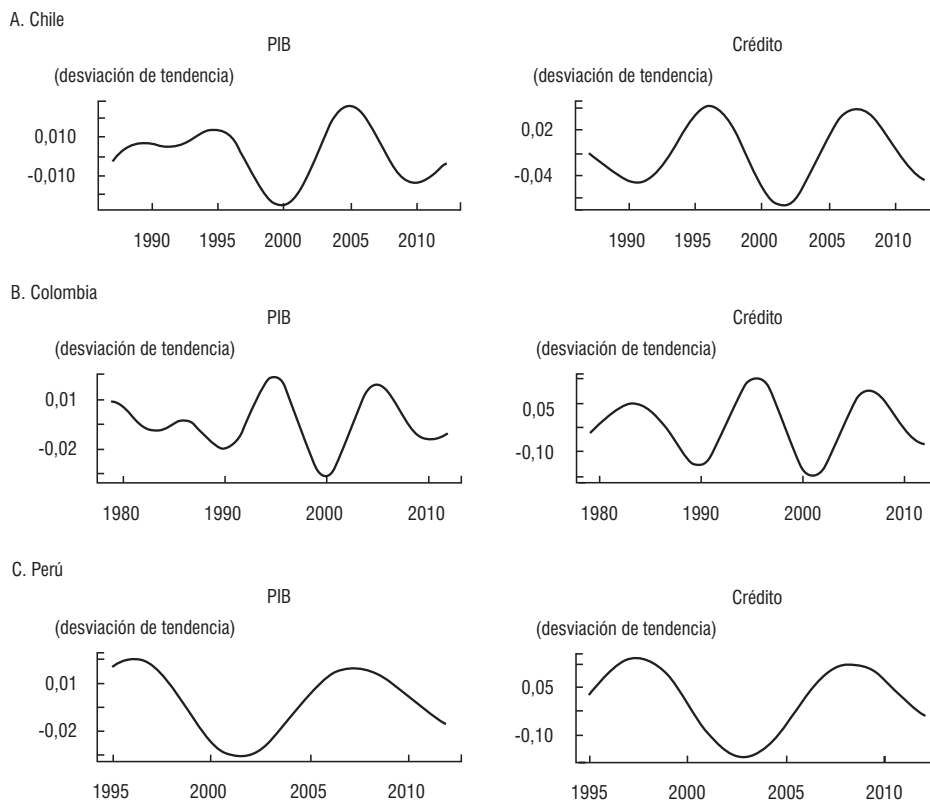 A. Chile
PIB
(desviación de tendencia)
0,010
-0,010
1990 1995 2000 2005 2010
Crédito
(desviación de tendencia)
0,02
-0,04
1990 1995 2000 2005 2010
B. Colombia
PIB
(desviación de tendencia)
0,01
-0,02
1980 1990 2000 2010
Crédito
(desviación de tendencia)
0,05
-0,10
1980 1990 2000 2010
C. Perú
PIB
(desviación de tendencia)
0,01
-0,02
1995 2000 2005 2010
Crédito
(desviación de tendencia)
0,05
-0,10
1995 2000 2005 2010